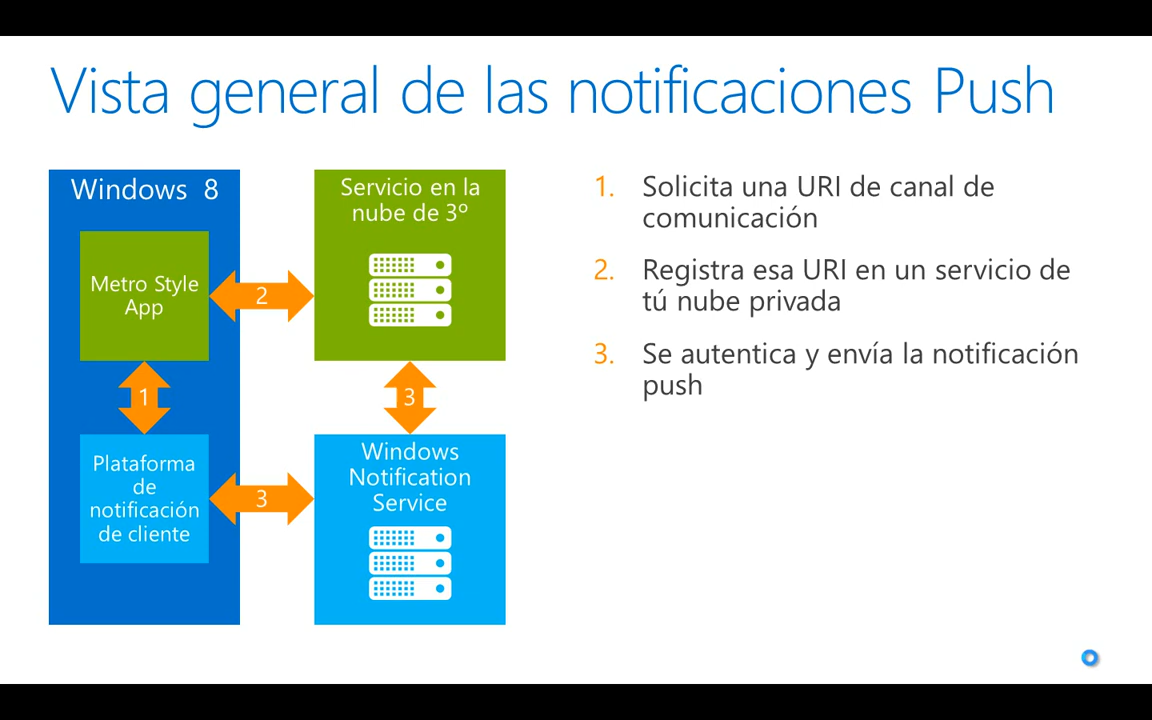 Vista general de las notificaciones Push
Windows 8
Metro Style
App
2
1
Plataforma
de
notificación
de cliente
3
Servicio en la
nube de 3º
3
Windows
Notification
Service
1. Solicita una URI de canal de
comunicación
2. Registra esa URI en un servicio de
tú nube privada
3. Se autentica y envía la notificación
push